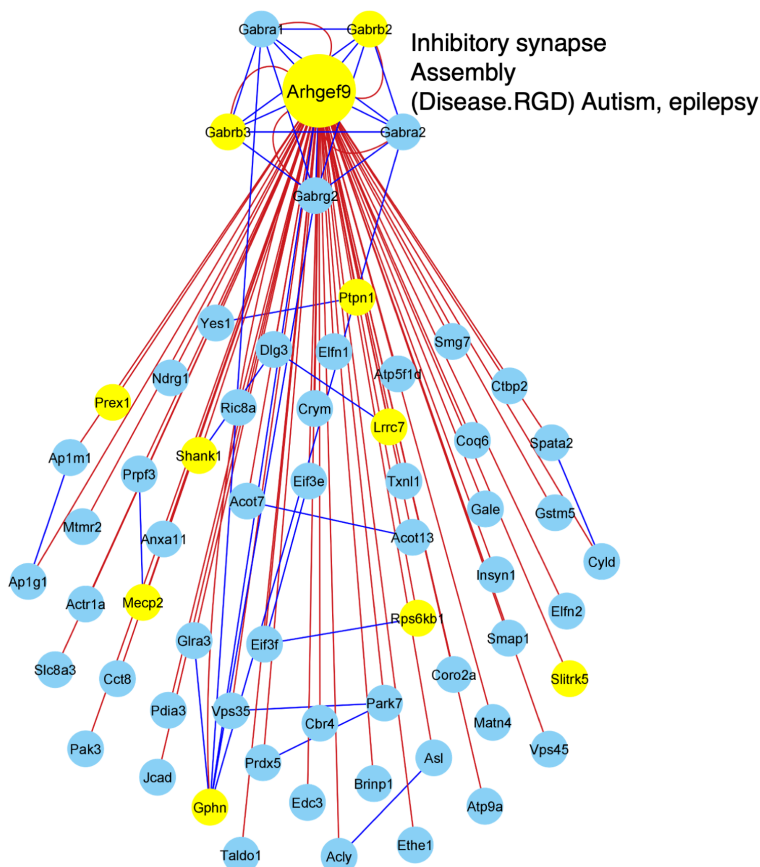 Gabra1
Gabrb2
Inhibitory synapse
Assembly
(Disease.RGD) Autism, epilepsy
Arhgef9
Gabrb3
Gabra2
Gabrg2
Ptpn1
Yes1
Smg7
Dlg3
Elfn1
Atp5f1d
Ndrg1
Ctbp2
Prex1
Ric8a
Crym
Lrrc7
Coq6
Spata2
Ap1m1
Shank1
Prpf3
Eif3e
Txnl1
Acot7
Gale
Gstm5
Mtmr2
Anxa11
Acot13
Cyld
Ap1g1
Insyn1
Actr1a
Mecp2
Elfn2
Rps6kb1
Glra3
Eif3f
Smap1
Slc8a3
Cct8
Coro2a
Slitrk5
Pdia3
Vps35
Park7
Cbr4
Matn4
Pak3
Vps45
Jcad
Prdx5
Asl
Brinp1
Gphn
Edc3
Atp9a
Taldo1
Acly
Ethe1